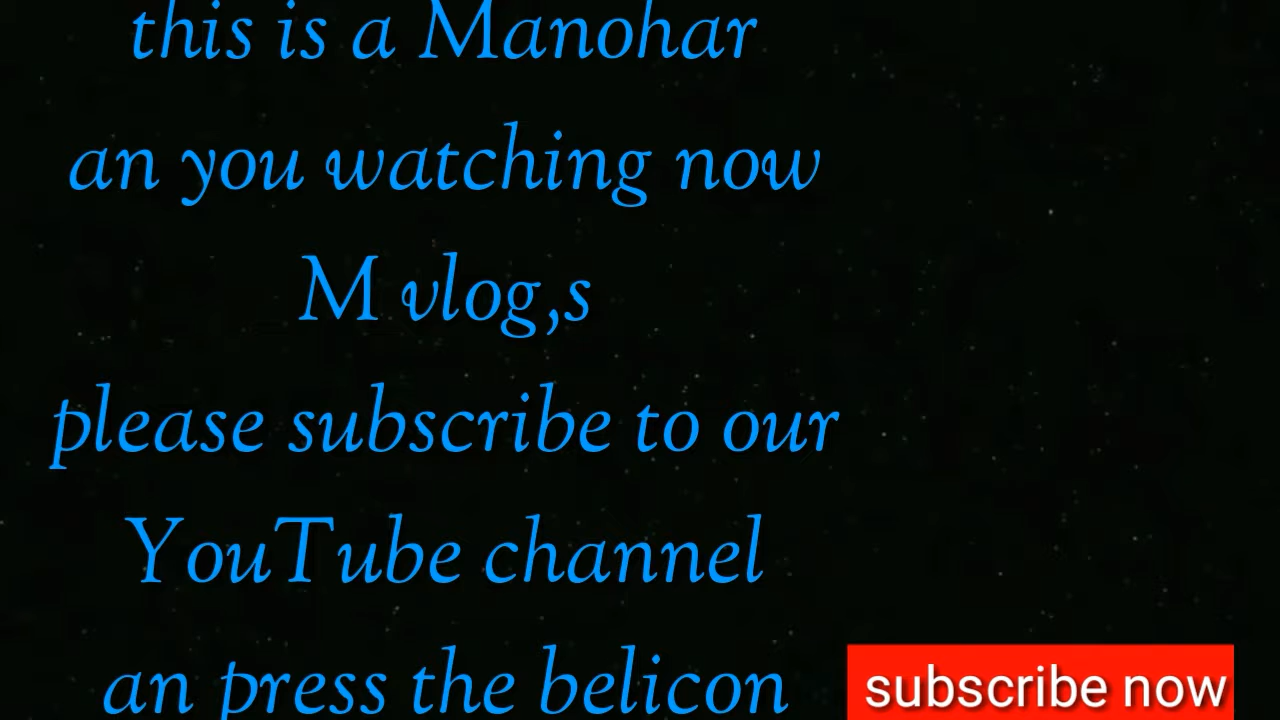 this is a Manohar
an you watching now
M vlog,s
please subscribe to our
YouTube channel
an press the belicon
subscribe now